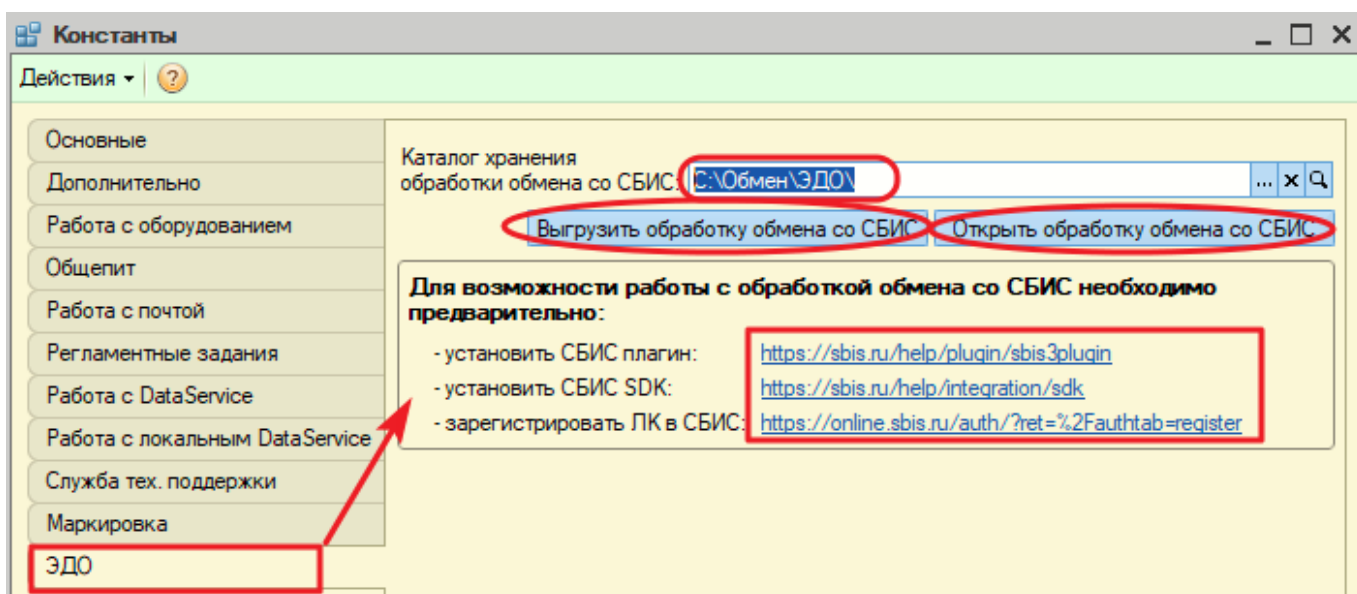 Константы
Действия
Основные
Дополнительно
Работа с оборудованием
Общепит
Работа с почтой
Регламентные задания
Работа с DataService
Работа с локальным DataService
Служба тех. поддержки
Маркировка
ЭДО
Каталог хранения
обработки обмена со СБИС: C:\Обмен\ЭДО\ ...
Выгрузить обработку обмена со СБИС Открыть обработку обмена со СБИС
Для возможности работы с обработкой обмена со СБИС необходимо
предварительно:
- установить СБИС плагин: https://sbis.ru/help/plugin/sbis3plugin
- установить СБИС SDK: https://sbis.ru/help/integration/sdk
- зарегистрировать ЛК в СБИС: https://online.sbis.ru/auth/?ret=%2Fauthtab=register